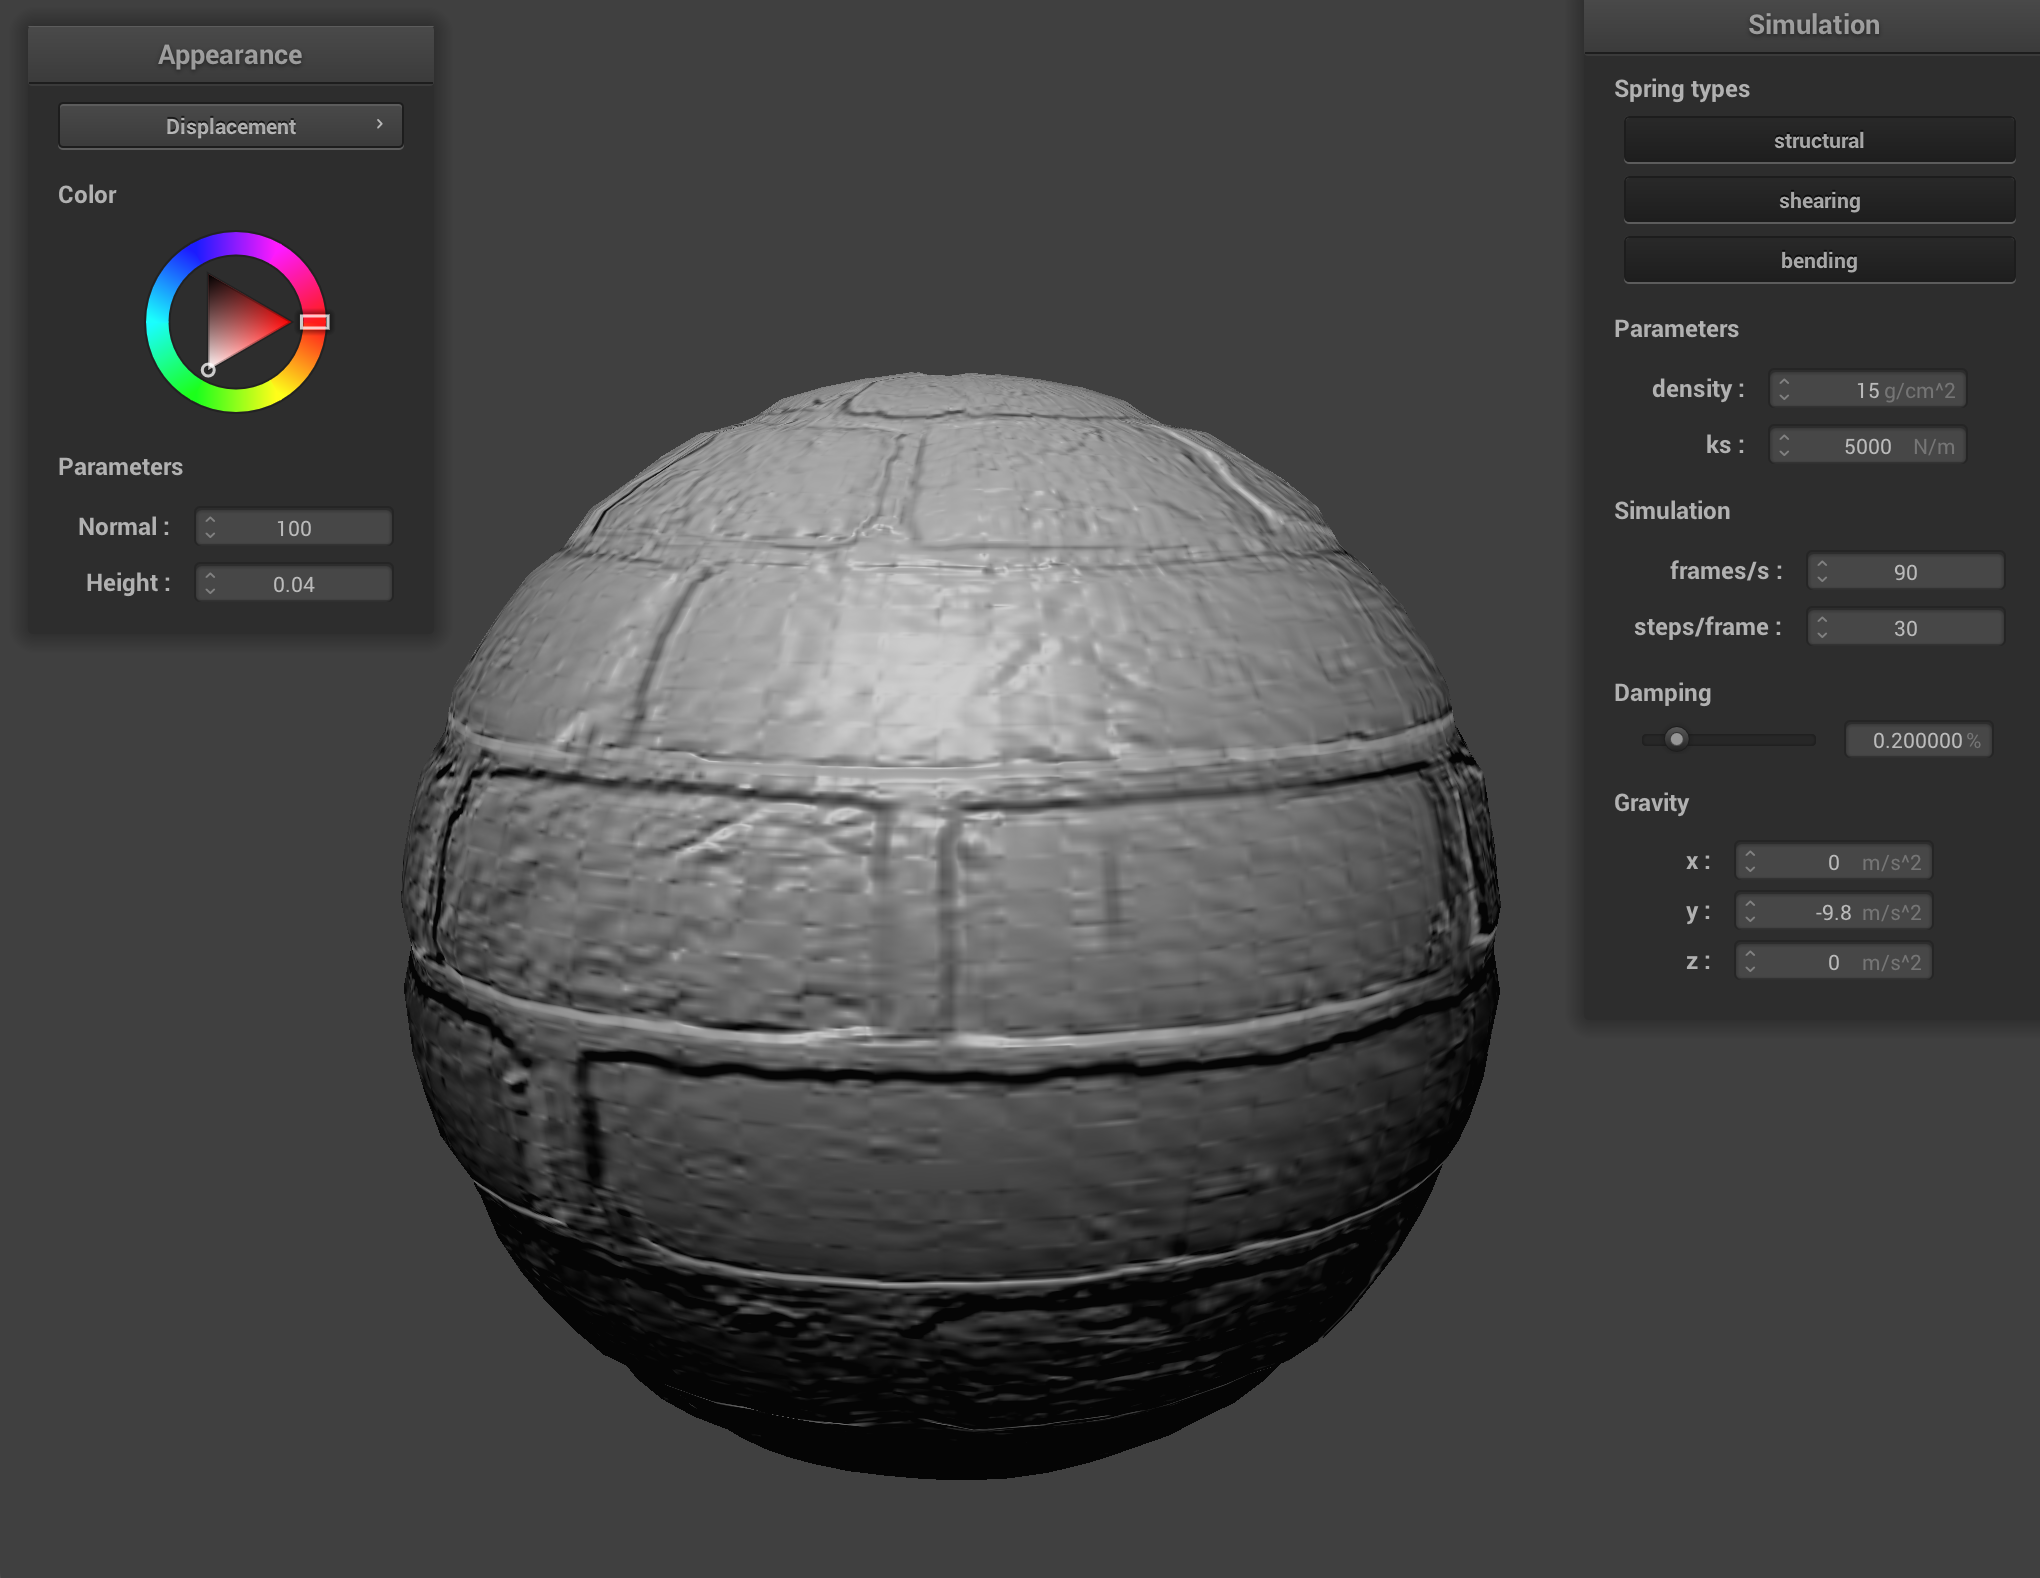 Appearance
Displacement
Color
Parameters
Normal : 100
Height : 0.04
Simulation
Spring types
structural
shearing
bending
Parameters
density : 15 g/cm^2
ks : 5000 N/m
Simulation
frames/s : 90
steps/frame : 30
Damping
0.200000 %
Gravity
x : 0 m/s^2
y : -9.8 m/s^2
z : 0 m/s^2